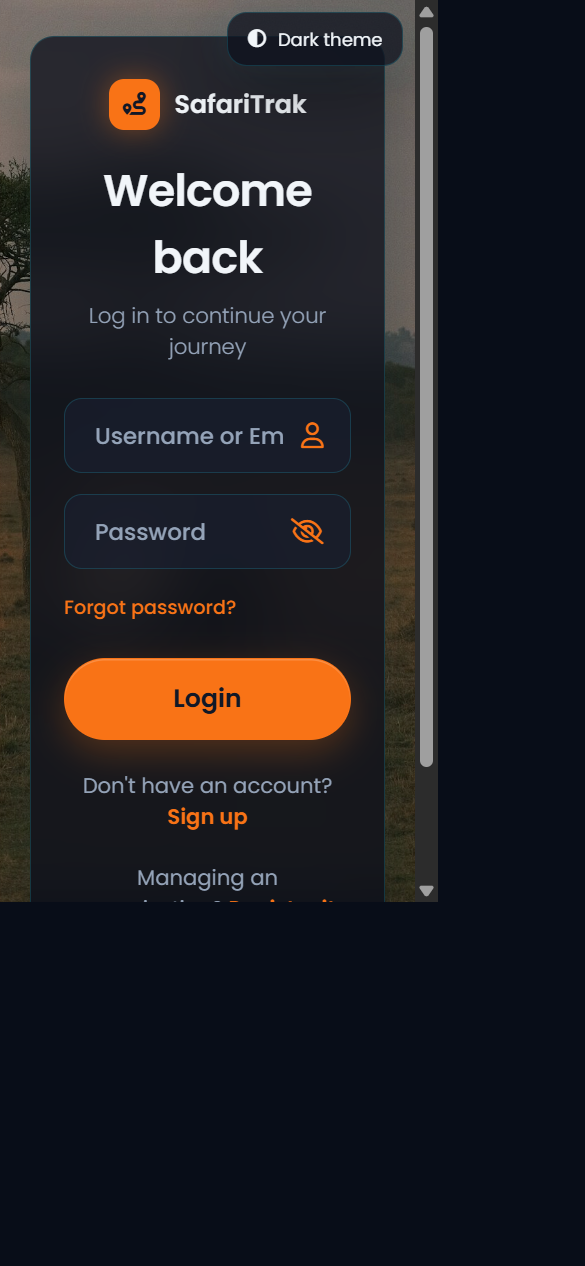 Dark theme
SafariTrak
Welcome
back
Log in to continue your
journey
Username or Em
Password
Forgot password?
Login
Don't have an account?
Sign up
Managing an